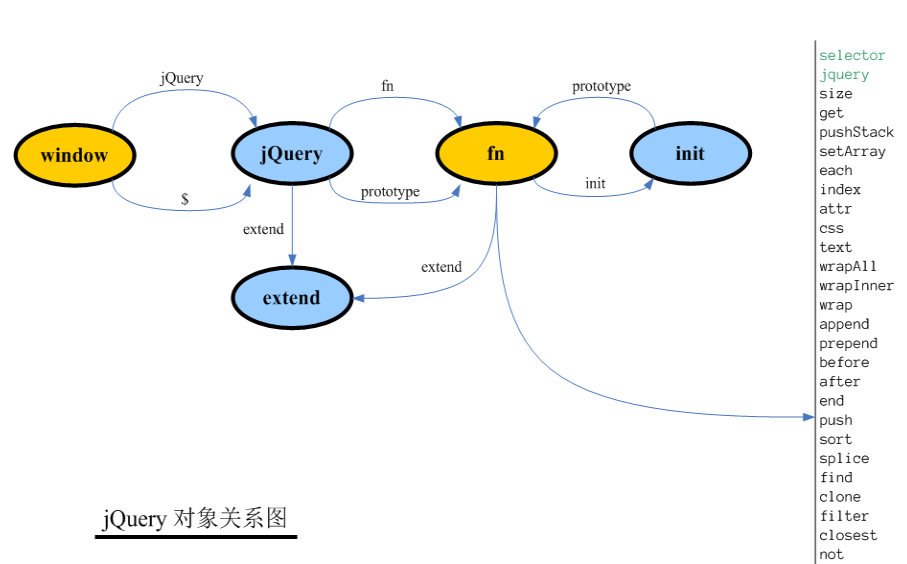 jQuery
fn
prototype
window
jQuery
fn
init
$
prototype
init
extend
extend
extend
jQuery 对象关系图
selector
jquery
size
get
pushStack
setArray
each
index
attr
css
text
wrapAll
wrapInner
wrap
append
prepend
before
after
end
push
sort
splice
find
clone
filter
closest
not